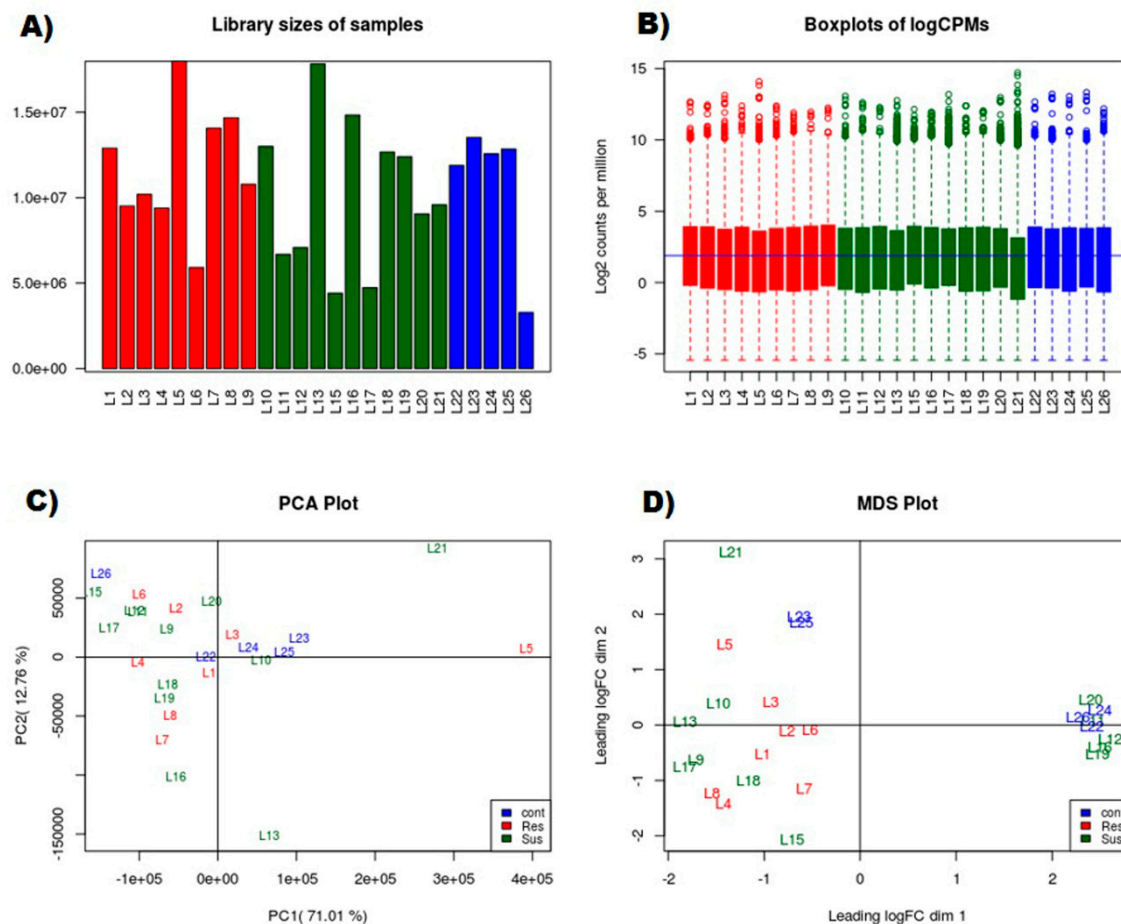 A)
Library sizes of samples
1.5e+07
1.0e+07
5.0e+06
0.0e+00
L1 L2 L3 L4 L5 L6 L7 L8 L9 L10 L11 L12 L13 L15 L16 L17 L18 L19 L20 L21 L22 L23 L24 L25 L26
B)
Boxplots of logCPMs
Log2 counts per million
15
10
5
0
-5
L1 L2 L3 L4 L5 L6 L7 L8 L9 L10 L11 L12 L13 L15 L16 L17 L18 L19 L20 L21 L22 L23 L24 L25 L26
C)
PCA Plot
PC2( 12.76 %)
50000
0
-50000
-150000
L21
L26
L15
L6
L12
L2
L20
L17
L9
L3
L23
L24
L25
L5
L22
L10
L4
L1
L18
L19
L8
L7
L16
L13
cont
Res
Sus
-1e+05 0e+00 1e+05 2e+05 3e+05 4e+05
PC1( 71.01 %)
D)
MDS Plot
Leading logFC dim 2
3
2
1
0
-1
-2
L21
L23
L25
L5
L3
L10
L20
L24
L26
L13
L2
L6
L22
L12
L1
L16
L19
L9
L17
L18
L7
L8
L4
L15
cont
Res
Sus
-2 -1 0 1 2
Leading logFC dim 1